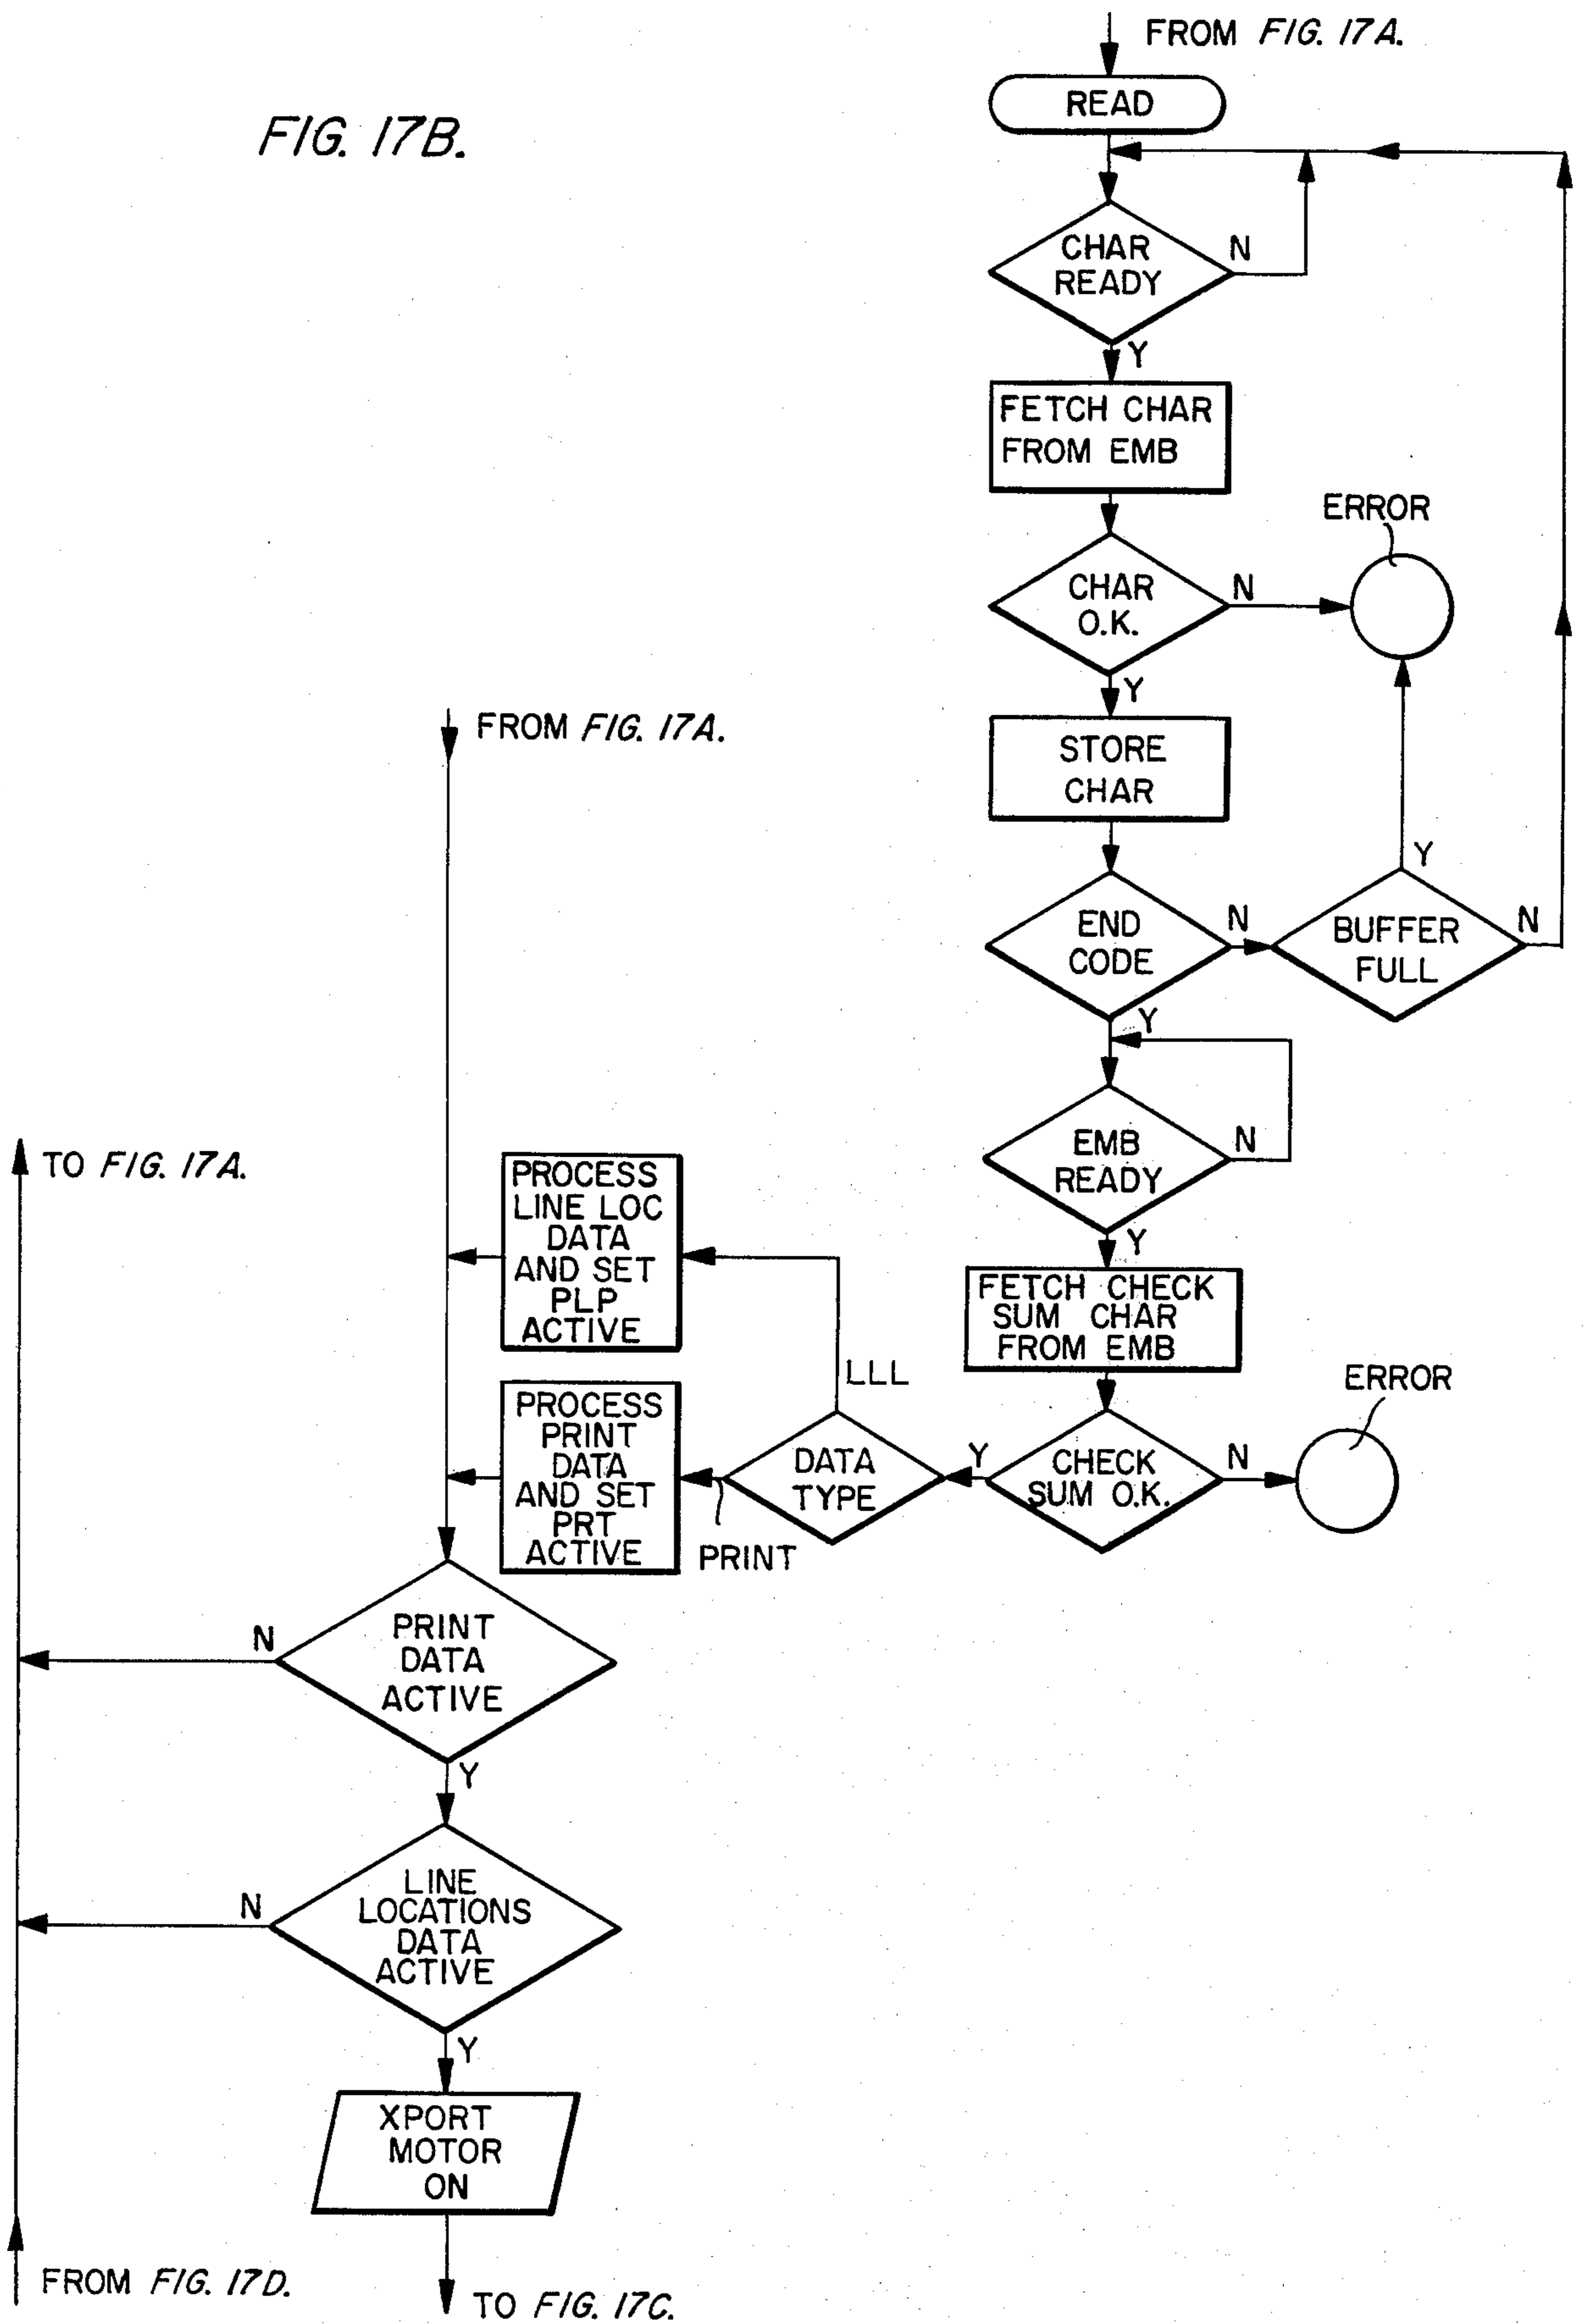 FROM FIG. 17A.
READ
FIG. 17B.
CHAR
READY
N
Y
FETCH CHAR
FROM EMB
ERROR
CHAR
O.K.
N
Y
FROM FIG. 17A.
STORE
CHAR
Y
END
CODE
N
BUFFER
FULL
N
Y
EMB
READY
N
Y
TO FIG. 17A.
PROCESS
LINE LOC
DATA
AND SET
PLP
ACTIVE
FETCH CHECK
SUM CHAR
FROM EMB
LLL
ERROR
PROCESS
PRINT
DATA
AND SET
PRT
ACTIVE
PRINT
DATA
TYPE
Y
CHECK
SUM O.K.
N
PRINT
DATA
ACTIVE
N
Y
LINE
LOCATIONS
DATA
ACTIVE
N
Y
XPORT
MOTOR
ON
FROM FIG. 17D.
TO FIG. 17C.